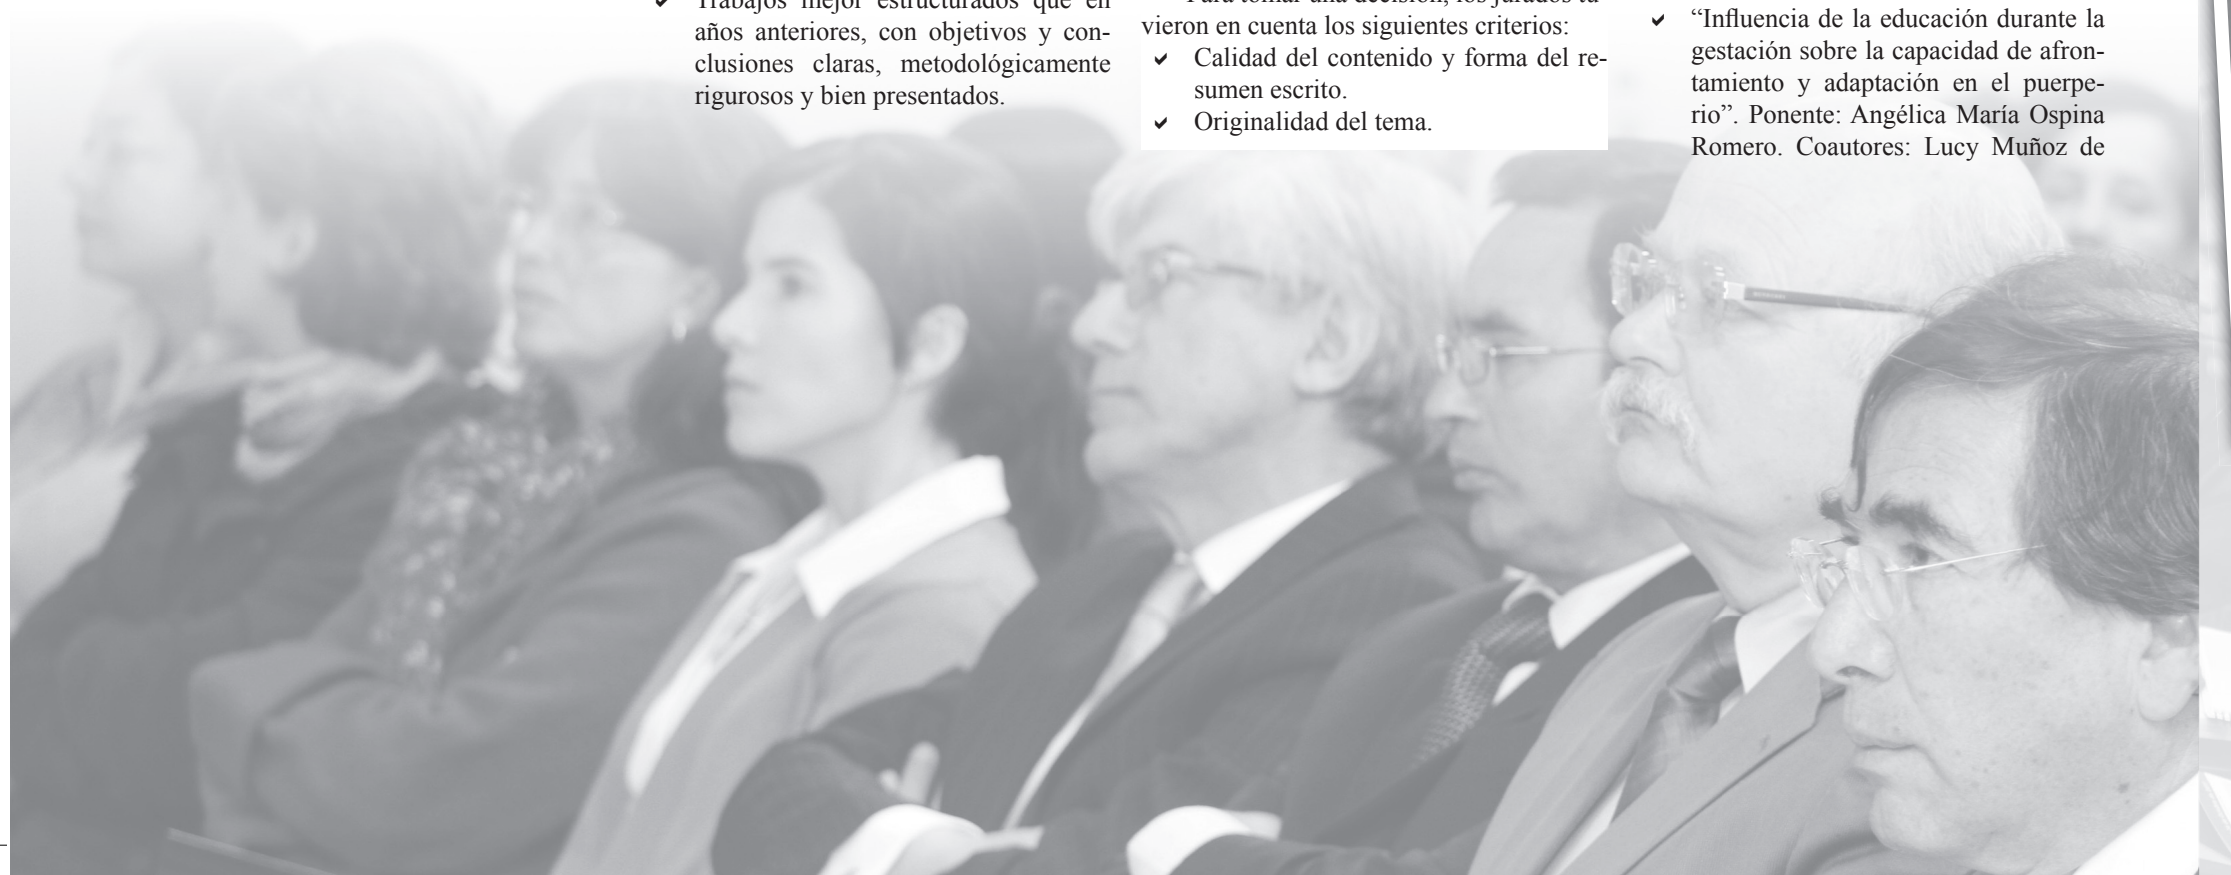 Trabajos mejor estructurados que en
años anteriores, con objetivos y con-
clusiones claras, metodológicamente
rigurosos y bien presentados.
Para tomar una decisión, los jurados tu-
vieron en cuenta los siguientes criterios:
Calidad del contenido y forma del re-
sumen escrito.
Originalidad del tema.
“Influencia de la educación durante la
gestación sobre la capacidad de afron-
tamiento y adaptación en el puerpe-
rio”. Ponente: Angélica María Ospina
Romero. Coautores: Lucy Muñoz de